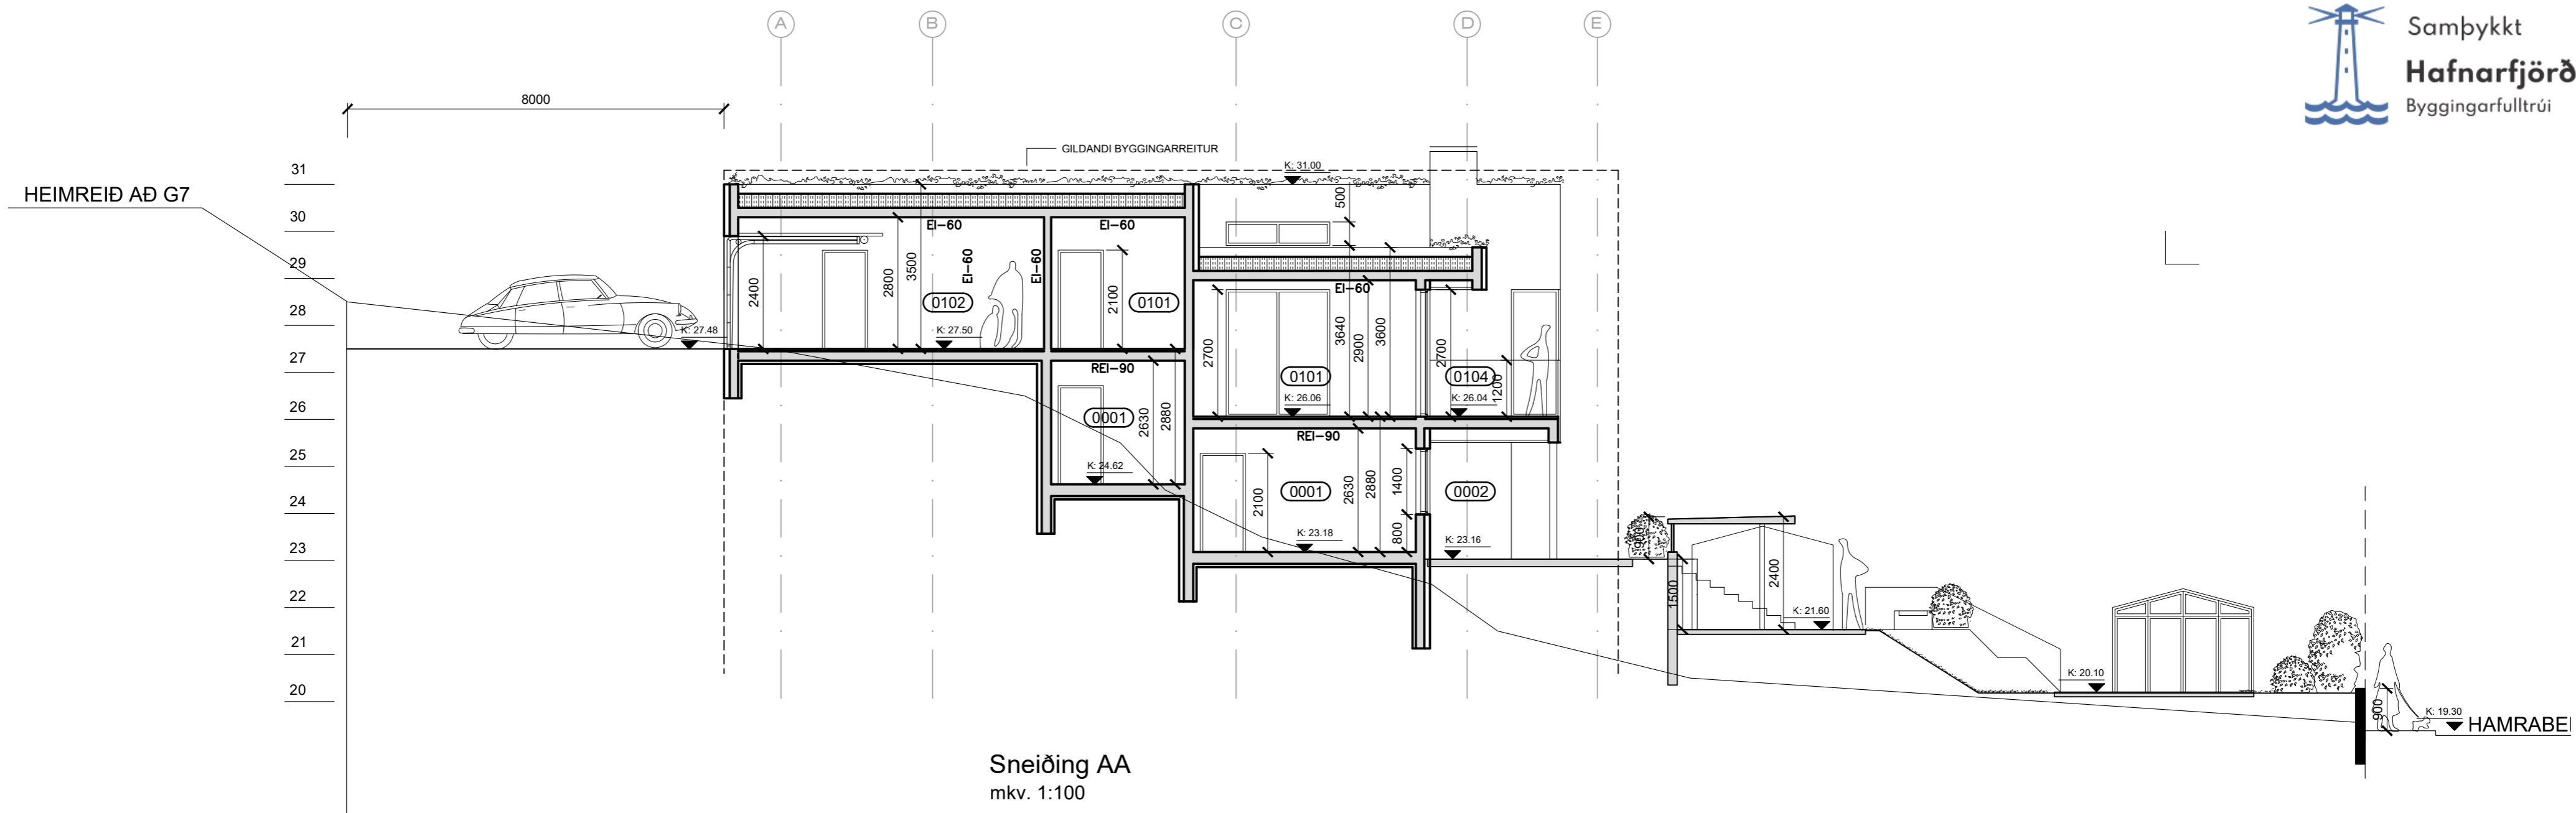 A
B
C
D
E
Samþykkt
Hafnarfjörð
Byggingarfulltrúi
8000
GILDANDI BYGGINGARREITUR
HEIMREIÐ AÐ G7
31
30
29
28
27
26
25
24
23
22
21
20
K: 31.00
500
EI-60
EI-60
EI-60
EI-60
2400
2800
3500
0102
2100
0101
K: 27.48
K: 27.50
EI-60
2700
3640
2900
3600
0101
K: 26.06
2700
0104
1200
K: 26.04
REI-90
0001
2630
2880
K: 24.62
REI-90
2100
0001
2630
2880
1400
800
K: 23.18
0002
K: 23.16
900
1500
2400
K: 21.60
K: 20.10
900
K: 19.30
HAMRABE
Sneiðing AA
mkv. 1:100